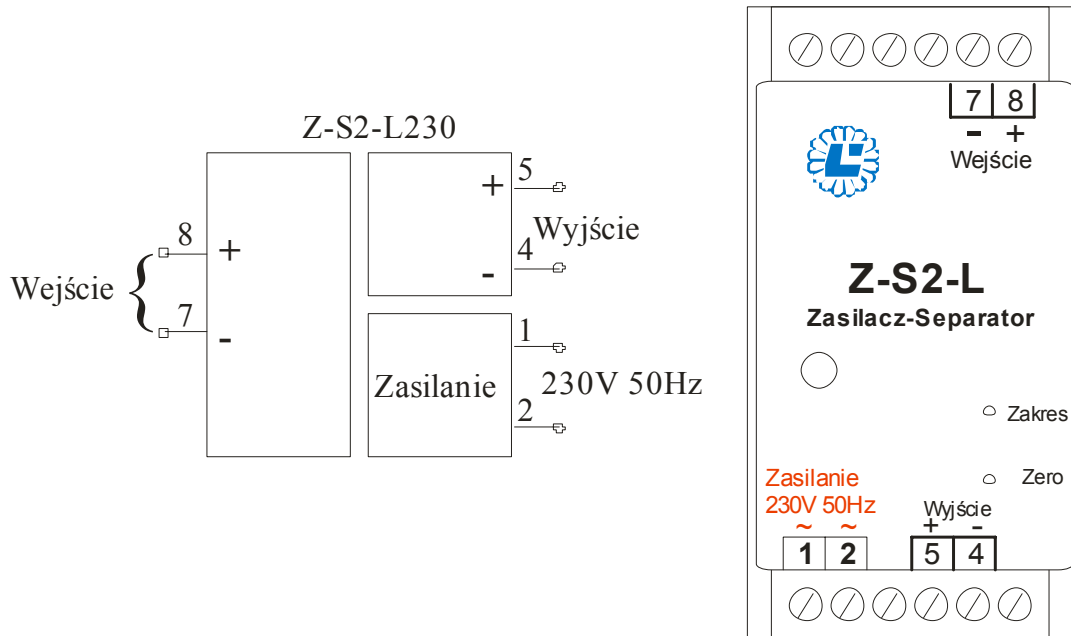 Z-S2-L230
Wejście
8
+
7
-
+
5
Wyjście
4
-
Zasilanie
1
230V 50Hz
2
7 8
- +
Wejście
Z-S2-L
Zasilacz-Separator
Zakres
Zero
Zasilanie
230V 50Hz
~ ~
1 2
Wyjście
+ -
5 4